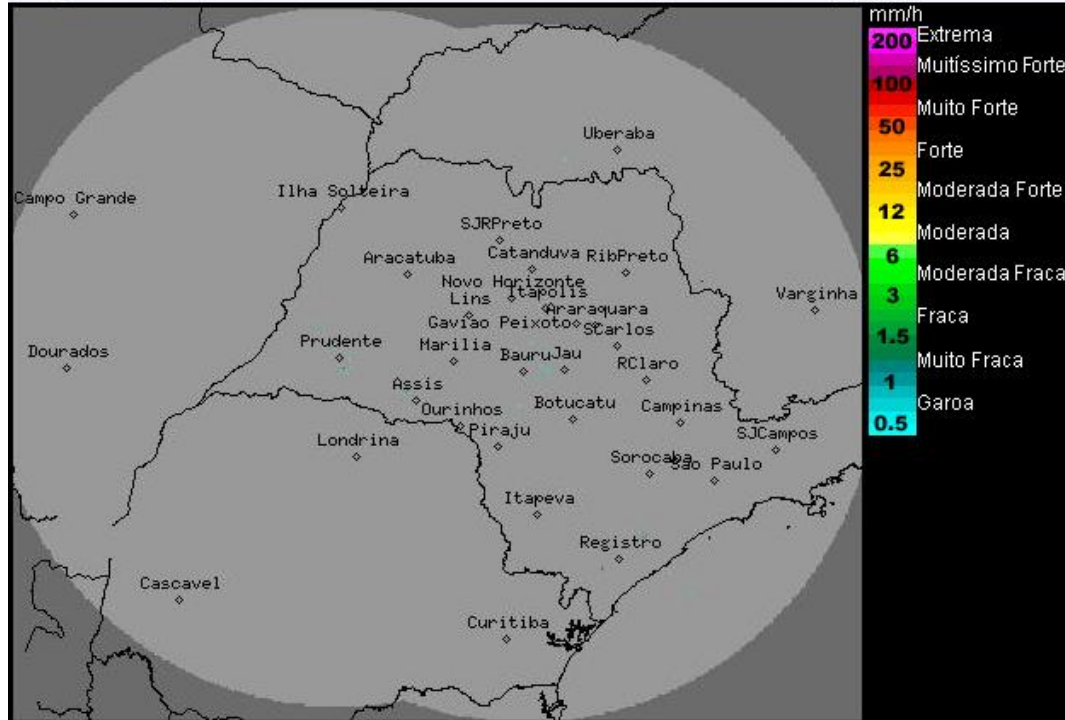 mm/h
200 Extrema
Muitíssimo Forte
100
Muito Forte
50
Forte
25
Moderada Forte
12
Moderada
6
Moderada Fraca
3
Fraca
1.5
Muito Fraca
1
Garoa
0.5
Uberaba
Campo Grande
Ilha Solteira
SJRPreto
Catanduva
RibPreto
Aracatuba
Novo Horizonte
Itapolis
Lins
Araraquara
Varginha
Gaviao Peixoto
SCarlos
Prudente
Marilia
Bauru
Jau
RClaro
Dourados
Assis
Ourinhos
Botucatu
Campinas
Londrina
Piraju
SJCampos
Sorocaba
Sao Paulo
Itapeva
Registro
Cascavel
Curitiba